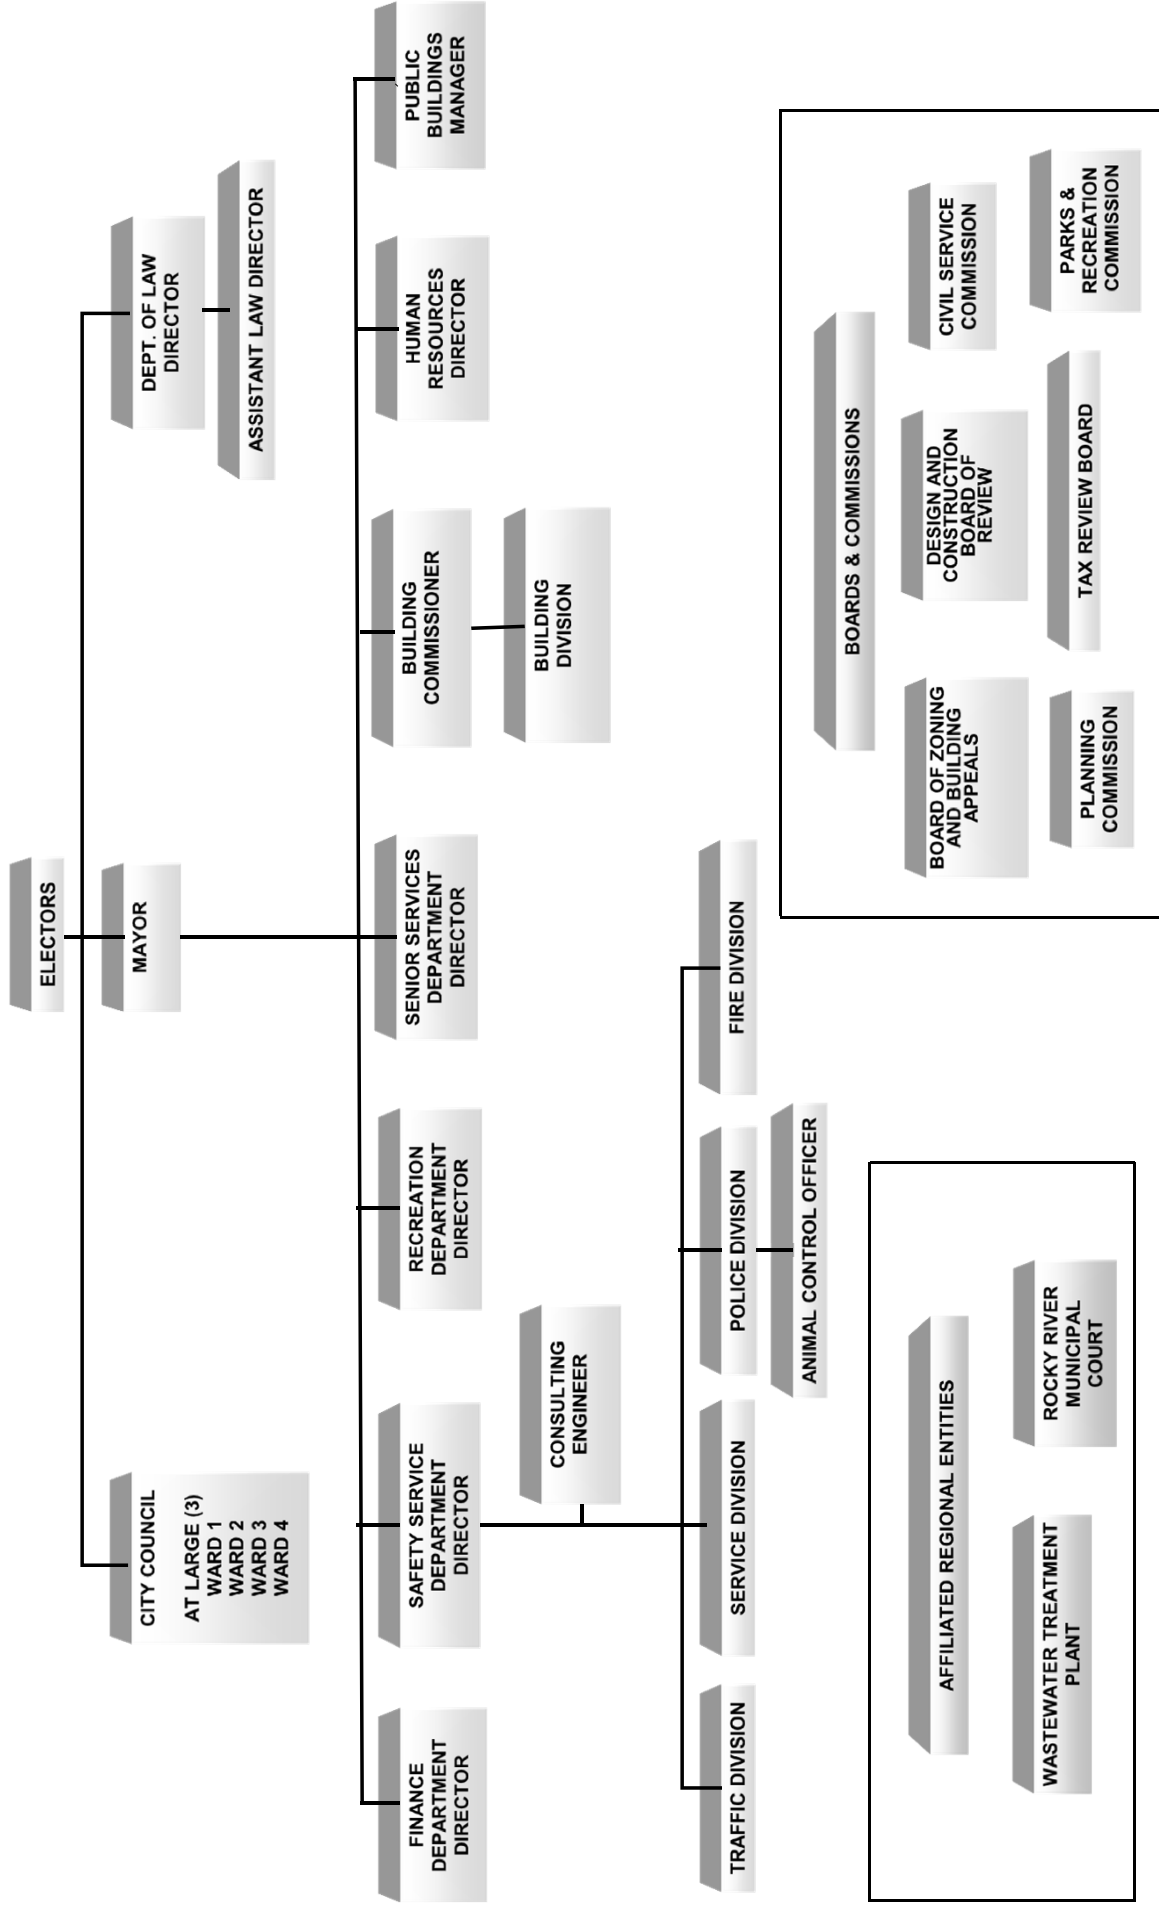 ELECTORS
CITY COUNCIL
AT LARGE (3)
WARD 1
WARD 2
WARD 3
WARD 4
MAYOR
DEPT. OF LAW
DIRECTOR
ASSISTANT LAW DIRECTOR
FINANCE
DEPARTMENT
DIRECTOR
SAFETY SERVICE
DEPARTMENT
DIRECTOR
RECREATION
DEPARTMENT
DIRECTOR
SENIOR SERVICES
DEPARTMENT
DIRECTOR
BUILDING
COMMISSIONER
HUMAN
RESOURCES
DIRECTOR
PUBLIC
BUILDINGS
MANAGER
CONSULTING
ENGINEER
BUILDING
DIVISION
TRAFFIC DIVISION
SERVICE DIVISION
POLICE DIVISION
FIRE DIVISION
ANIMAL CONTROL OFFICER
AFFILIATED REGIONAL ENTITIES
WASTEWATER TREATMENT
PLANT
ROCKY RIVER
MUNICIPAL
COURT
BOARDS & COMMISSIONS
BOARD OF ZONING
AND BUILDING
APPEALS
DESIGN AND
CONSTRUCTION
BOARD OF
REVIEW
CIVIL SERVICE
COMMISSION
PLANNING
COMMISSION
TAX REVIEW BOARD
PARKS &
RECREATION
COMMISSION